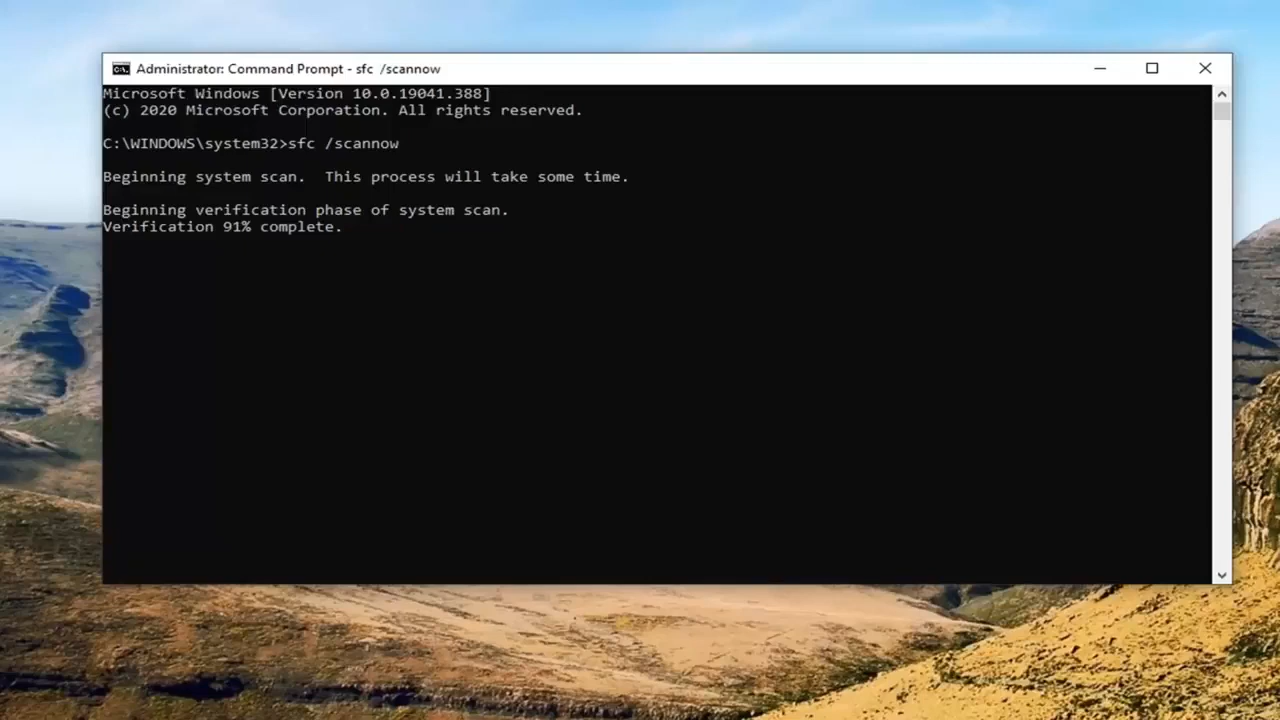 Administrator: Command Prompt - sfc  /scannow
Microsoft Windows [Version 10.0.19041.388]
(c) 2020 Microsoft Corporation. All rights reserved.
C:\WINDOWS\system32>sfc /scannow
Beginning system scan.  This process will take some time.
Beginning verification phase of system scan.
Verification 91% complete.